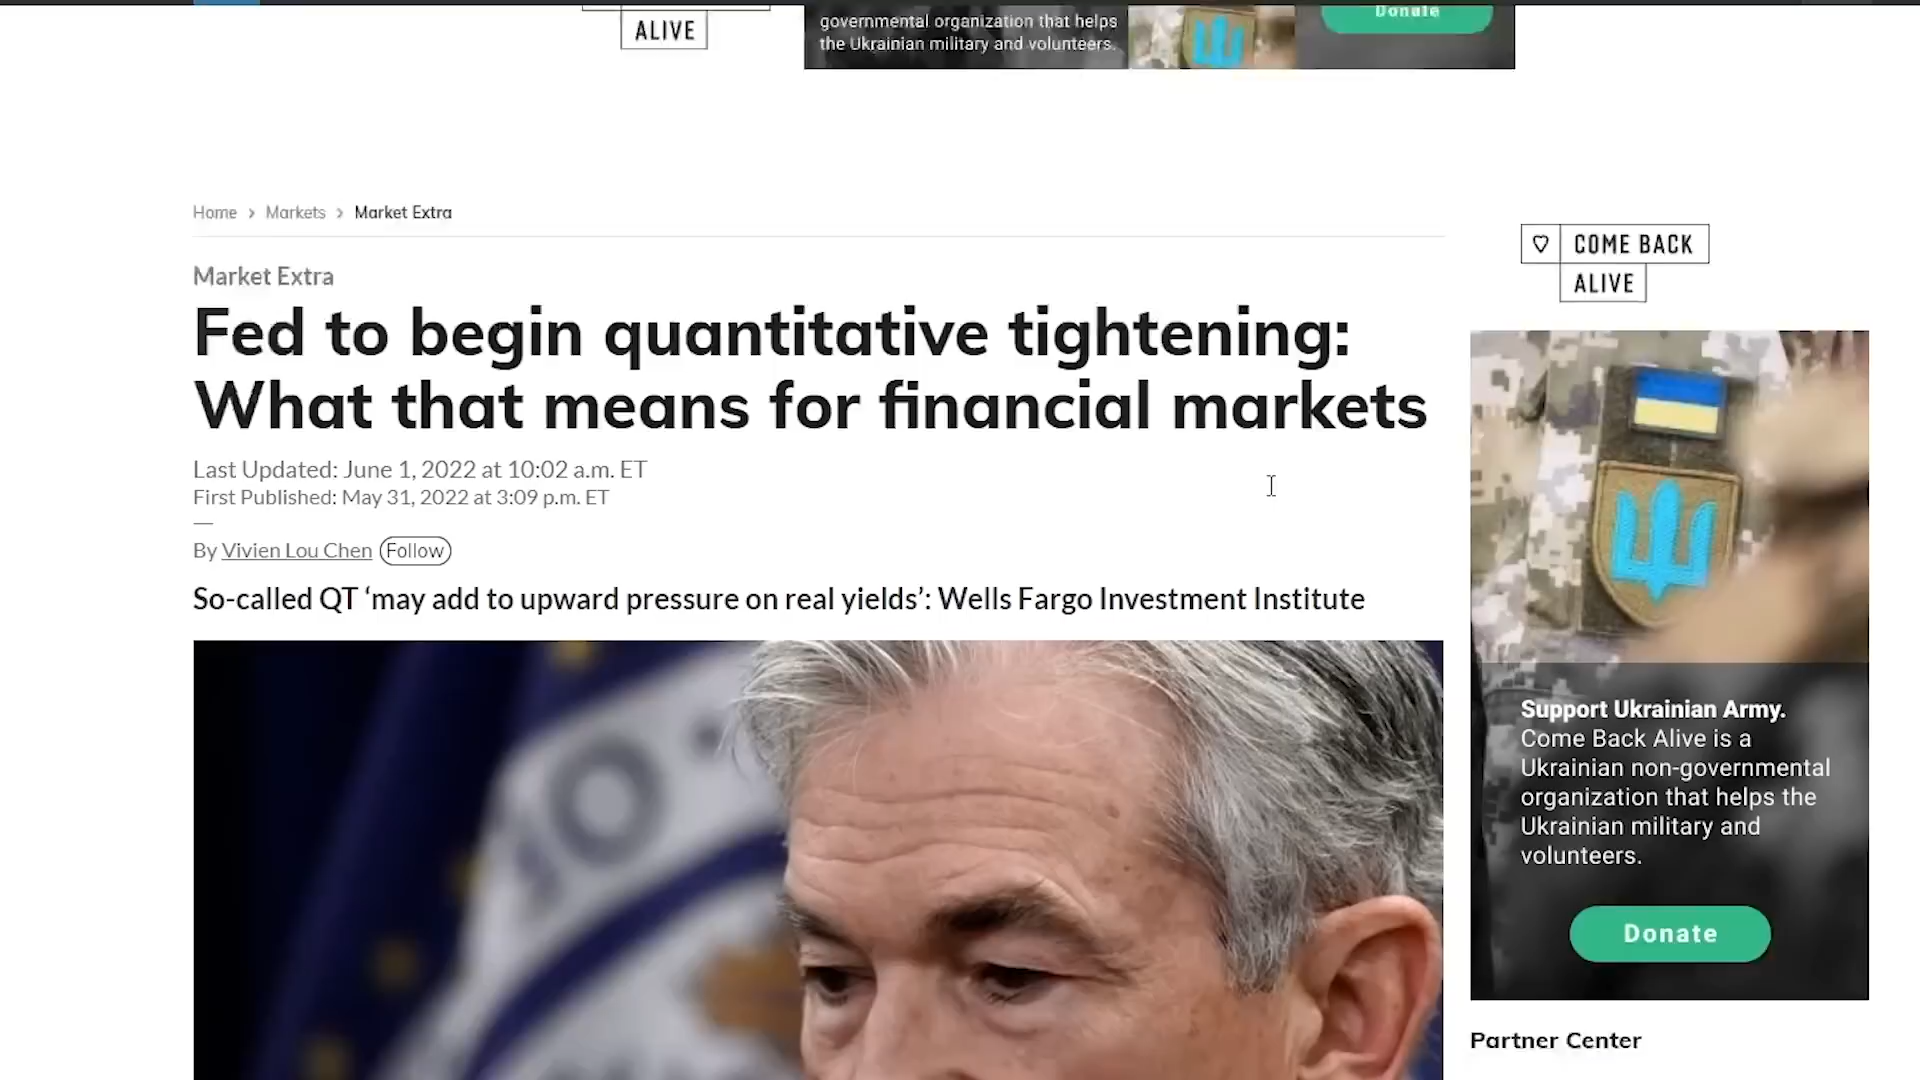 ALIVE
governmental organization that helps
the Ukrainian military and volunteers.
Donate
Home > Markets > Market Extra
COME BACK
ALIVE
Market Extra
Fed to begin quantitative tightening:
What that means for financial markets
Last Updated: June 1, 2022 at 10:02 a.m. ET
First Published: May 31, 2022 at 3:09 p.m. ET
—
By Vivien Lou Chen Follow
So-called QT ‘may add to upward pressure on real yields’: Wells Fargo Investment Institute
Support Ukrainian Army.
Come Back Alive is a
Ukrainian non-governmental
organization that helps the
Ukrainian military and
volunteers.
Donate
Partner Center